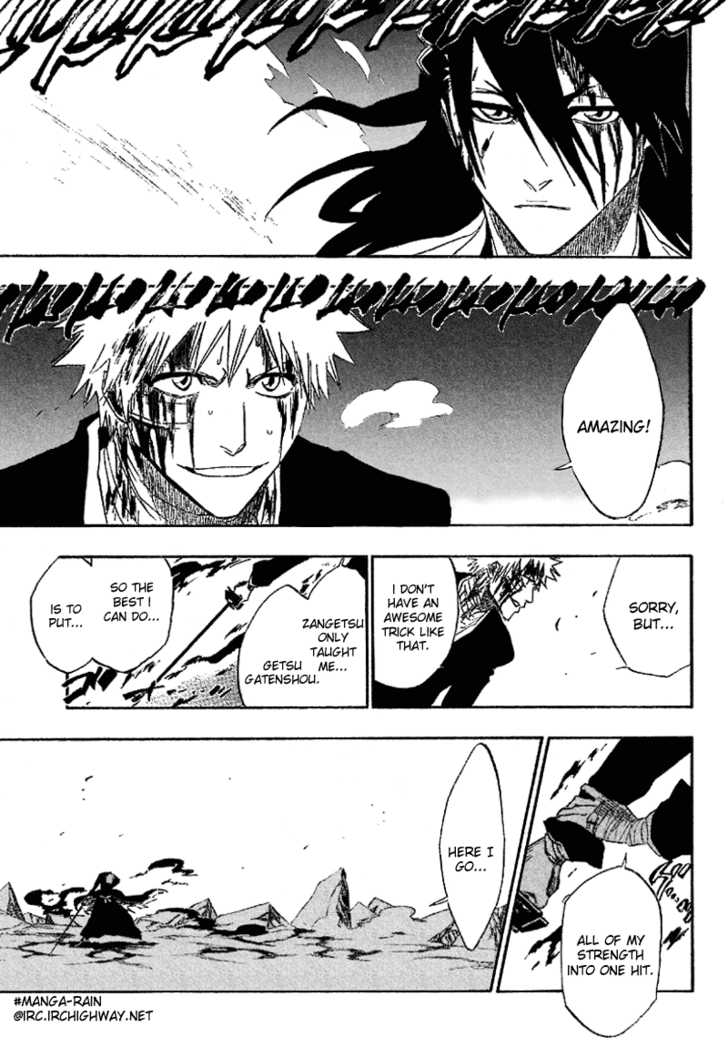 AMAZING!
SORRY,
BUT...
I DON'T
HAVE AN
AWESOME
TRICK LIKE
THAT.
ZANGETSU
ONLY
TAUGHT
ME...
GETSU
GATENSHOU.
SO THE
BEST I
CAN DO...
IS TO
PUT...
ALL OF MY
STRENGTH
INTO ONE HIT.
HERE I
GO...
#MANGA-RAIN
@IRC.IRCHIGHWAY.NET